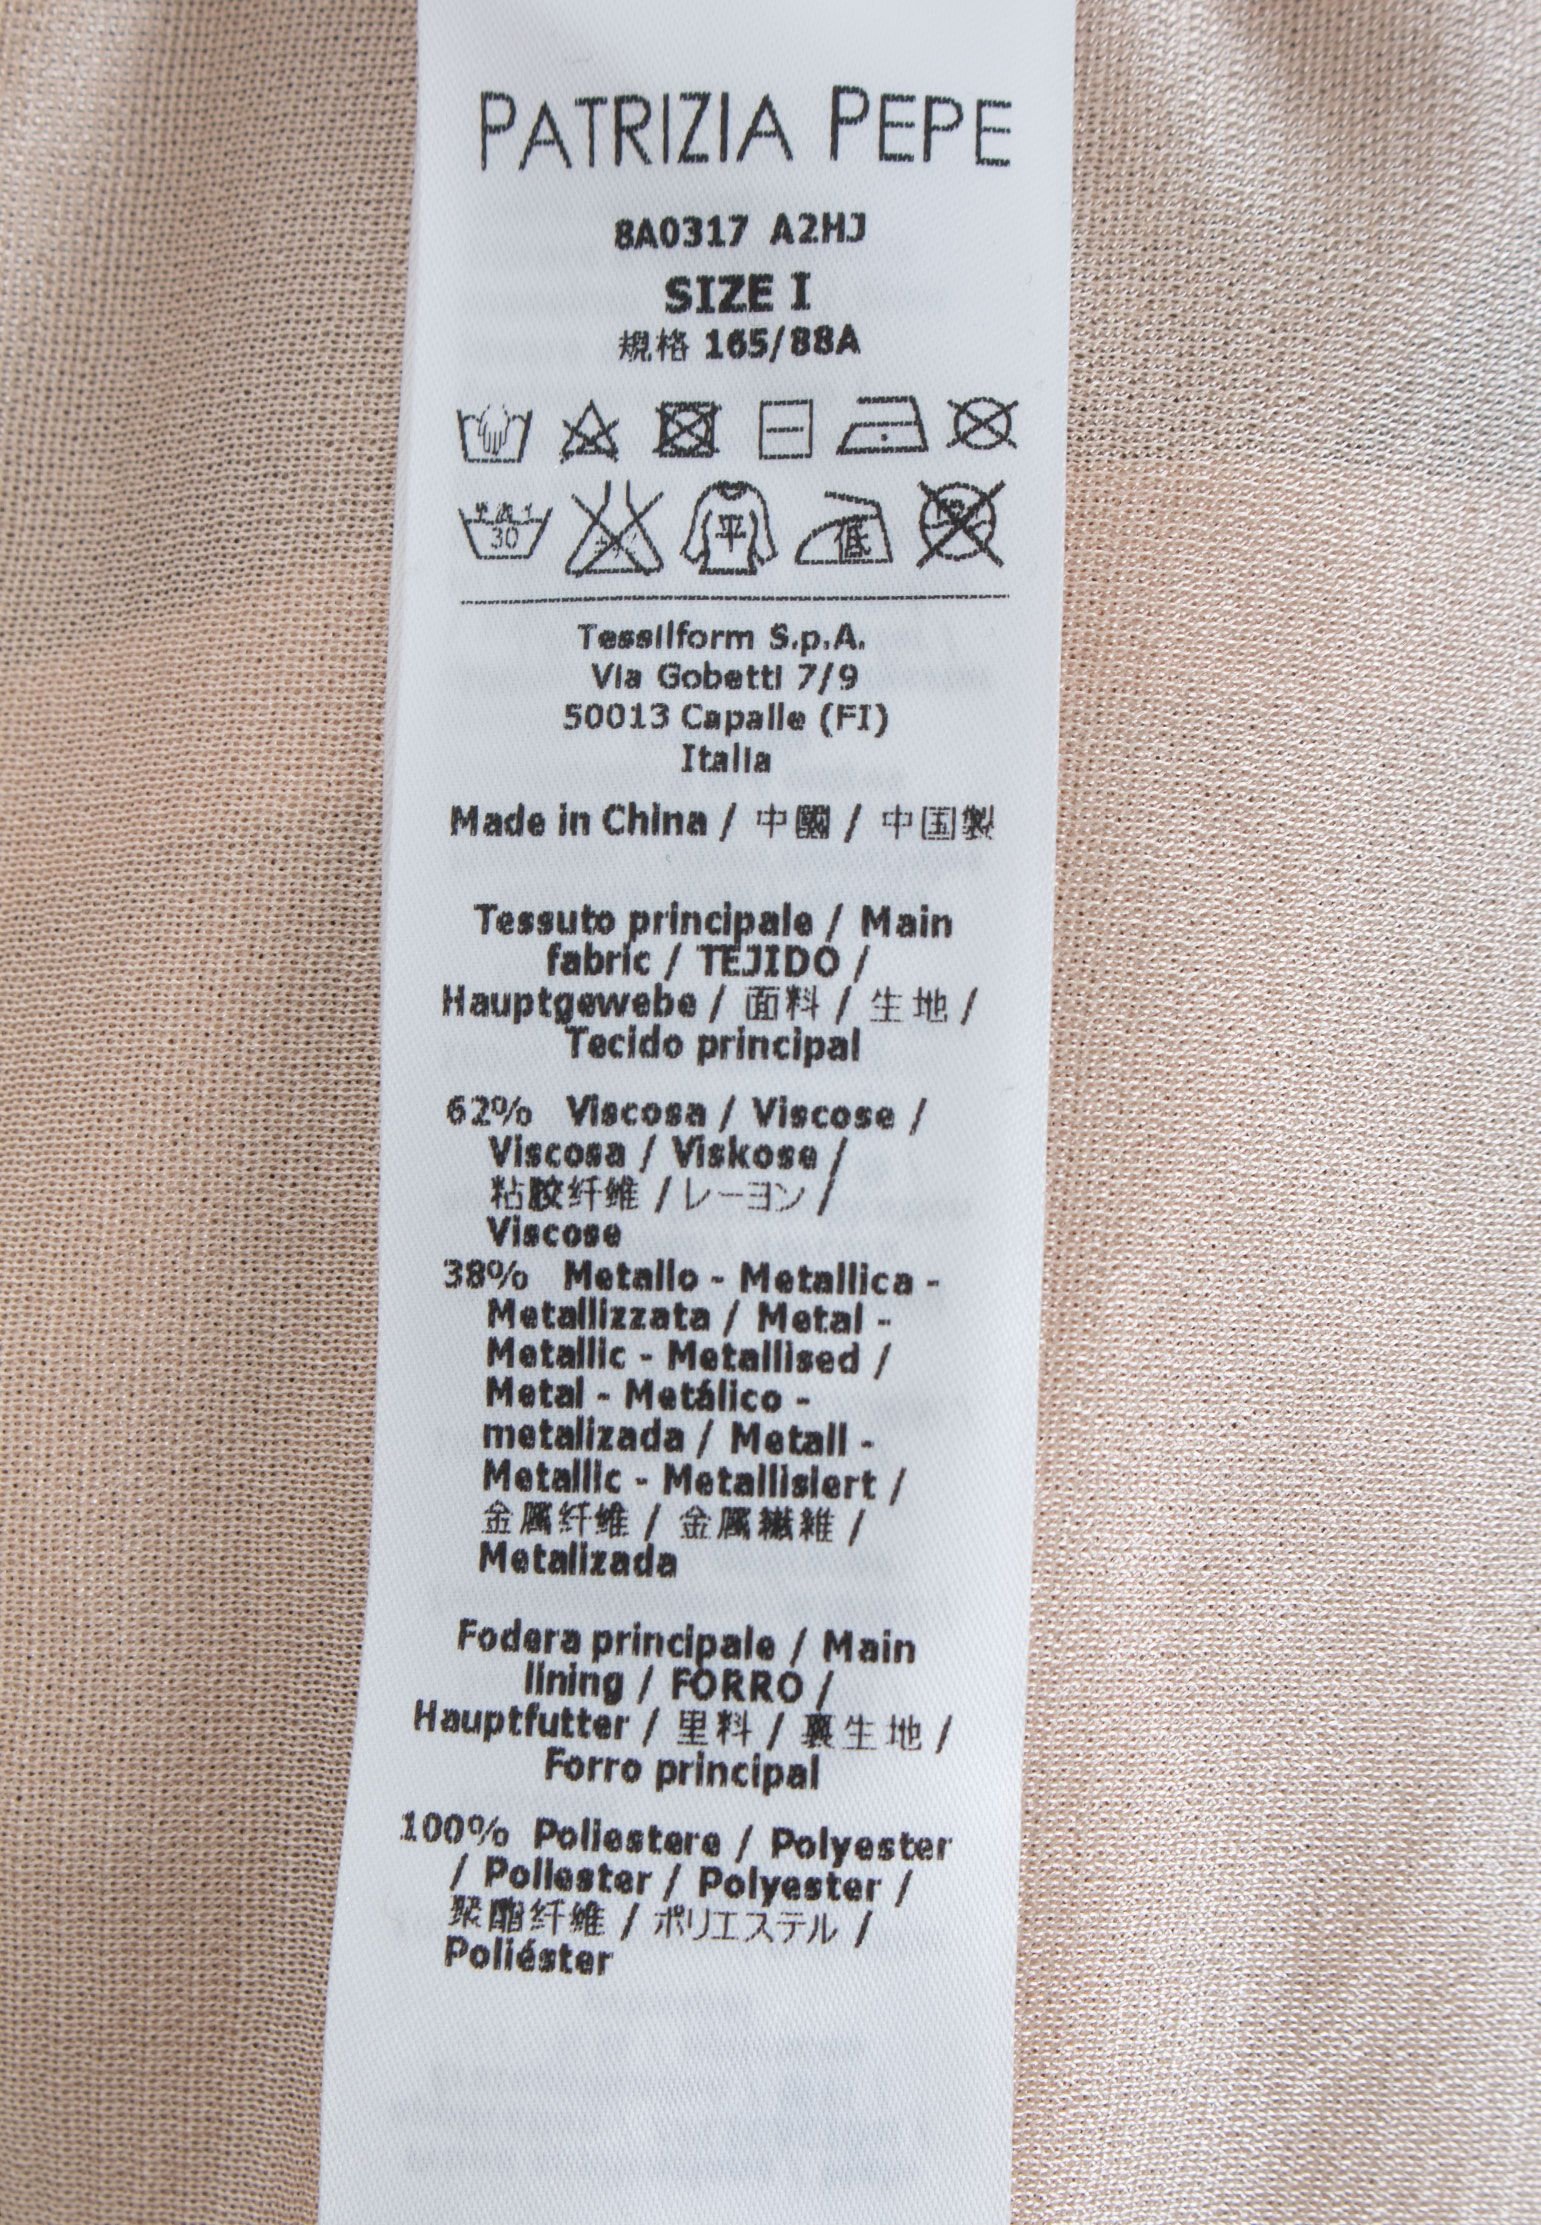 PATRIZIA PEPE
8A0317 A2HJ
SIZE I
規格 165/88A
30
平
低
Tessilform S.p.A.
Via Gobetti 7/9
50013 Capalle (FI)
Italia
Made in China / 中國 / 中国製
Tessuto principale / Main
fabric / TEJIDO /
Hauptgewebe / 面料 / 生地 /
Tecido principal
62% Viscosa / Viscose /
Viscosa / Viskose /
粘胶纤维 / レーヨン /
Viscose
38% Metallo - Metallica -
Metallizzata / Metal -
Metallic - Metallised /
Metal - Metálico -
metalizada / Metall -
Metallic - Metallisiert /
金属纤维 / 金属繊維 /
Metalizada
Fodera principale / Main
lining / FORRO /
Hauptfutter / 里料 / 裏生地 /
Forro principal
100% Poliestere / Polyester
/ Poliester / Polyester /
聚酯纤维 / ポリエステル /
Poliéster